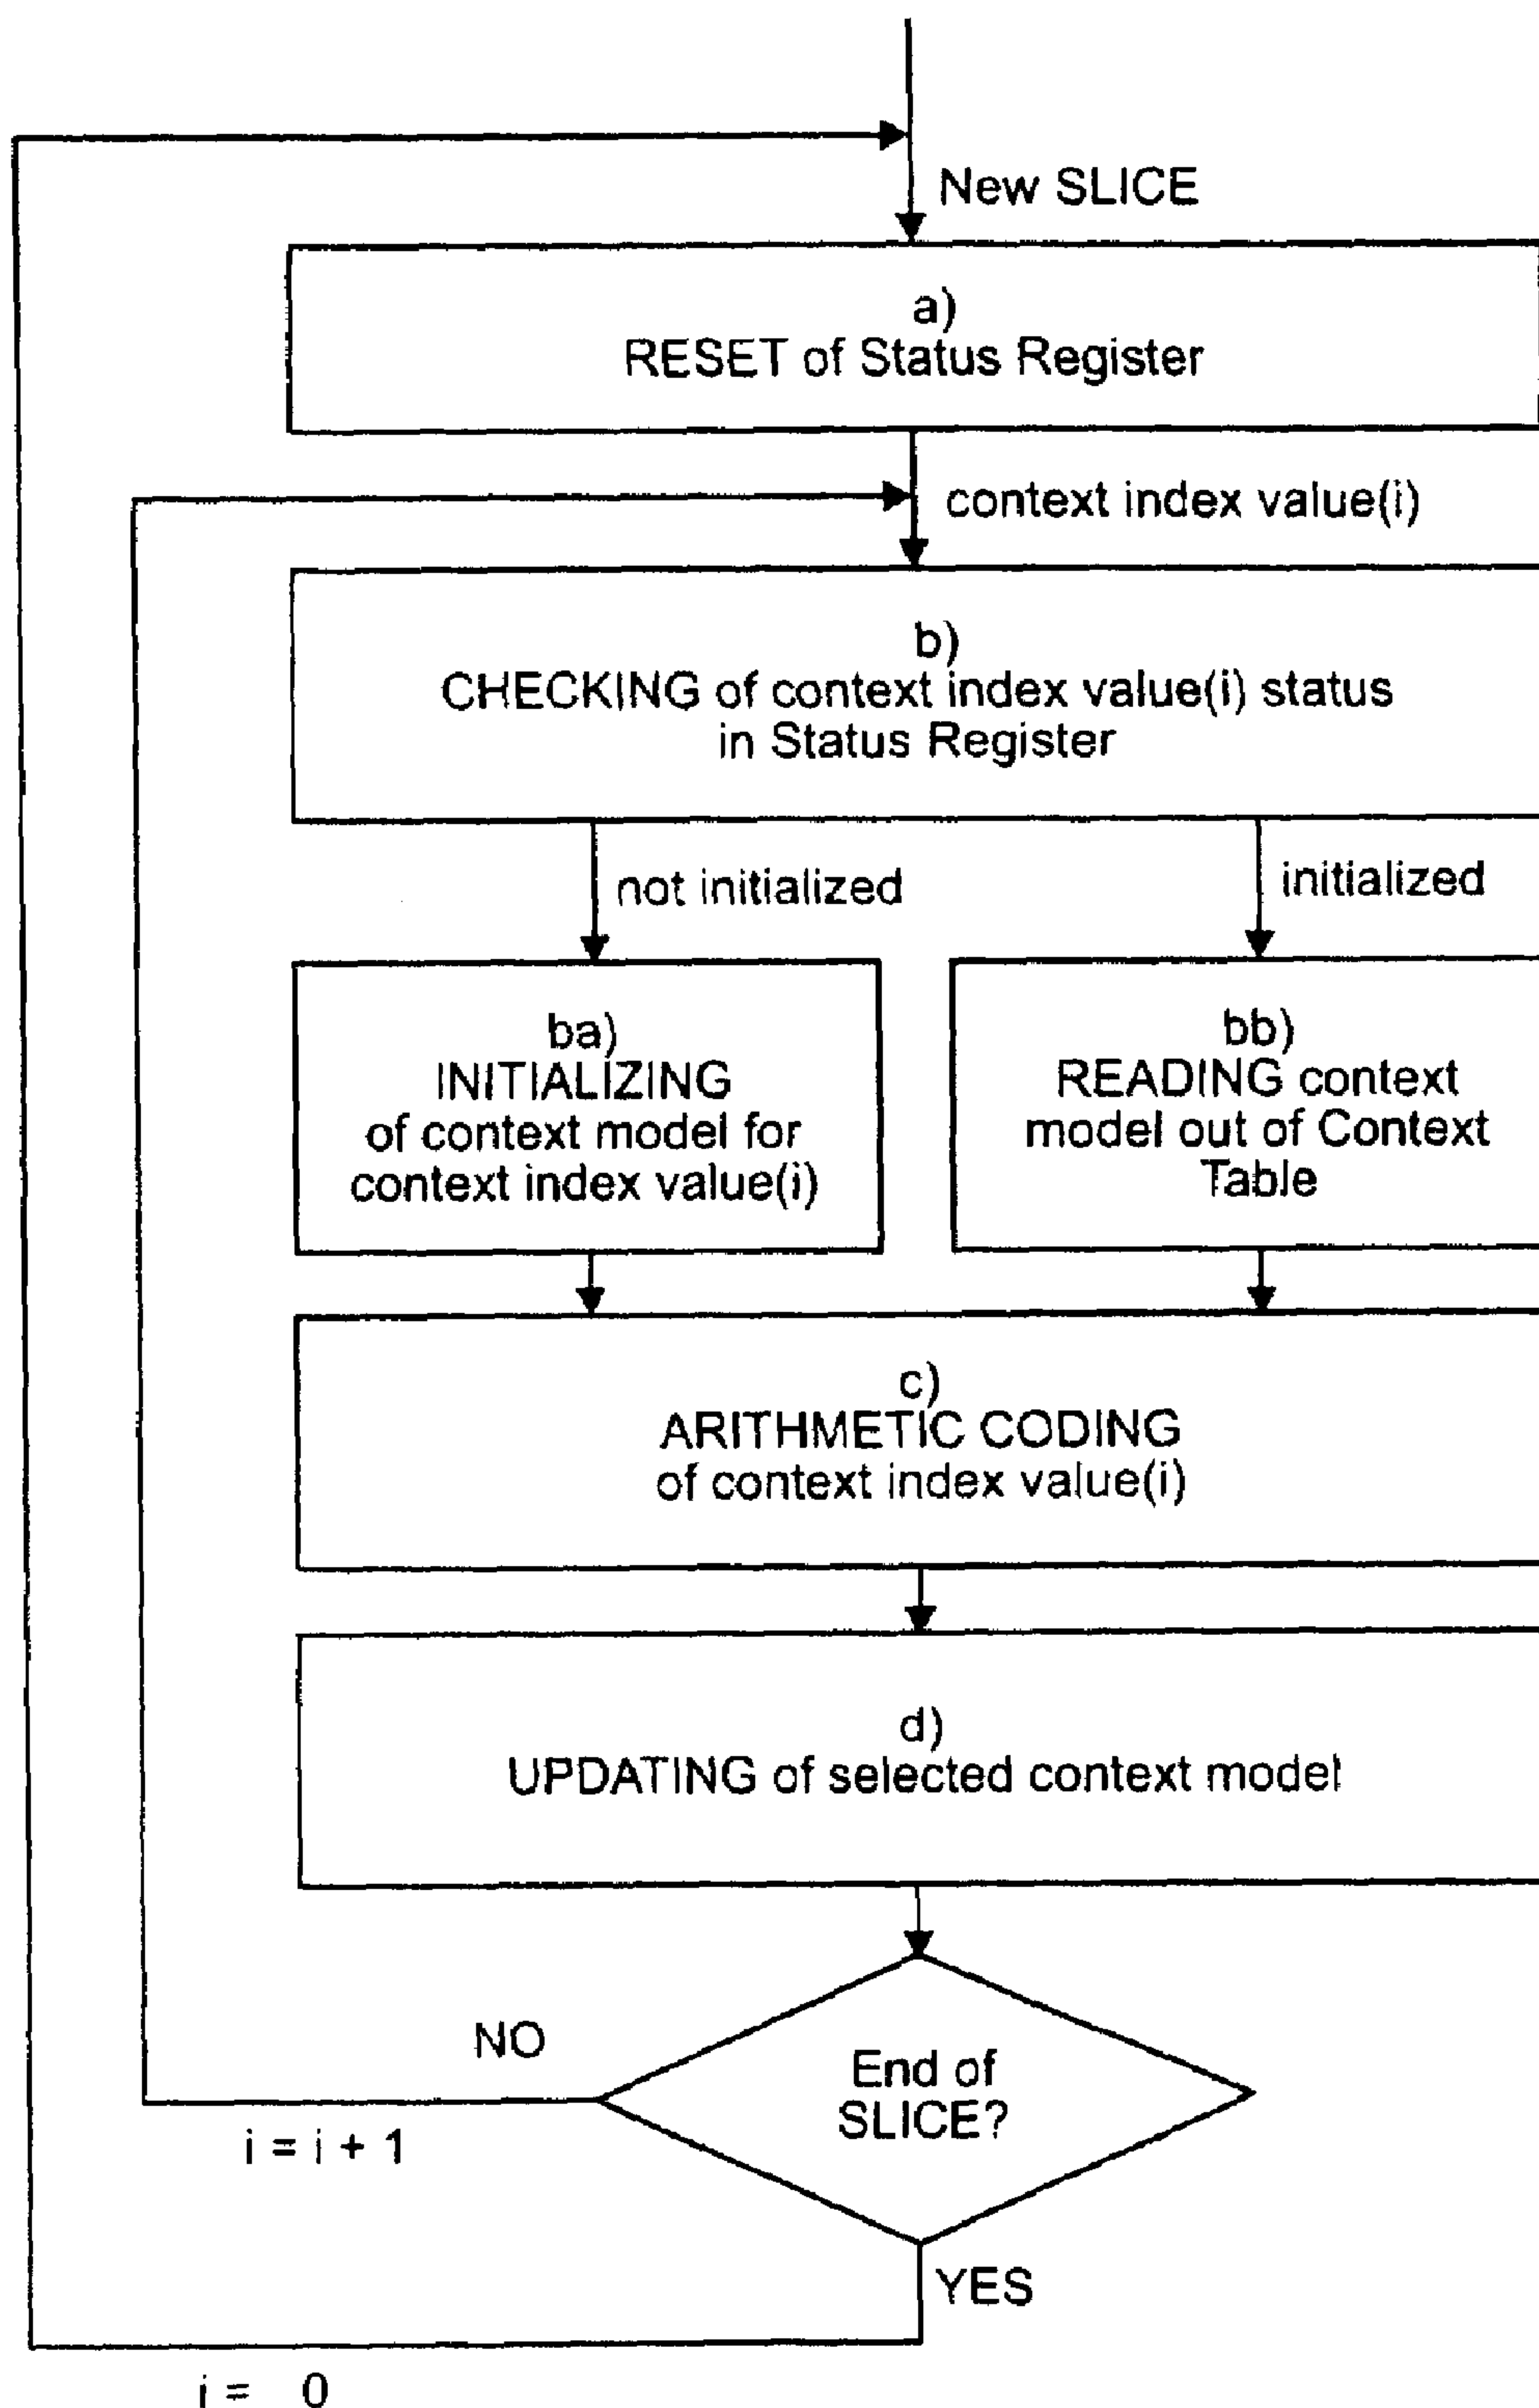 New SLICE
a)
RESET of Status Register
context index value(i)
b)
CHECKING of context index value(i) status
in Status Register
not initialized
initialized
ba)
INITIALIZING
of context model for
context index value(i)
bb)
READING context
model out of Context
Table
c)
ARITHMETIC CODING
of context index value(i)
d)
UPDATING of selected context model
NO
End of
SLICE?
i = i + 1
YES
i = 0